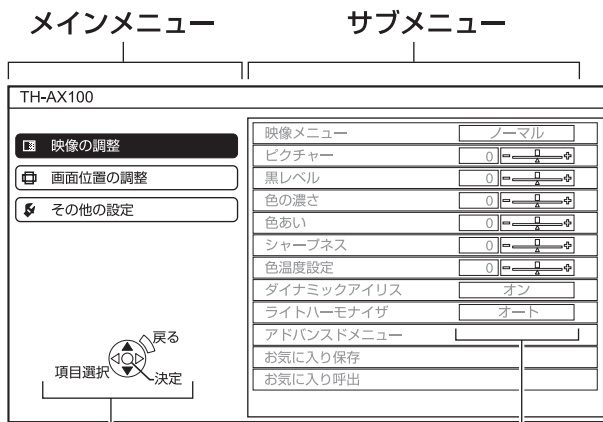 メインメニュー
サブメニュー
TH-AX100
映像の調整
画面位置の調整
その他の設定
戻る
項目選択
決定
映像メニュー ノーマル
ピクチャー 0
黒レベル 0
色の濃さ 0
色あい 0
シャープネス 0
色温度設定 0
ダイナミックアイリス オン
ライトハーモナイザ オート
アドバンスドメニュー
お気に入り保存
お気に入り呼出